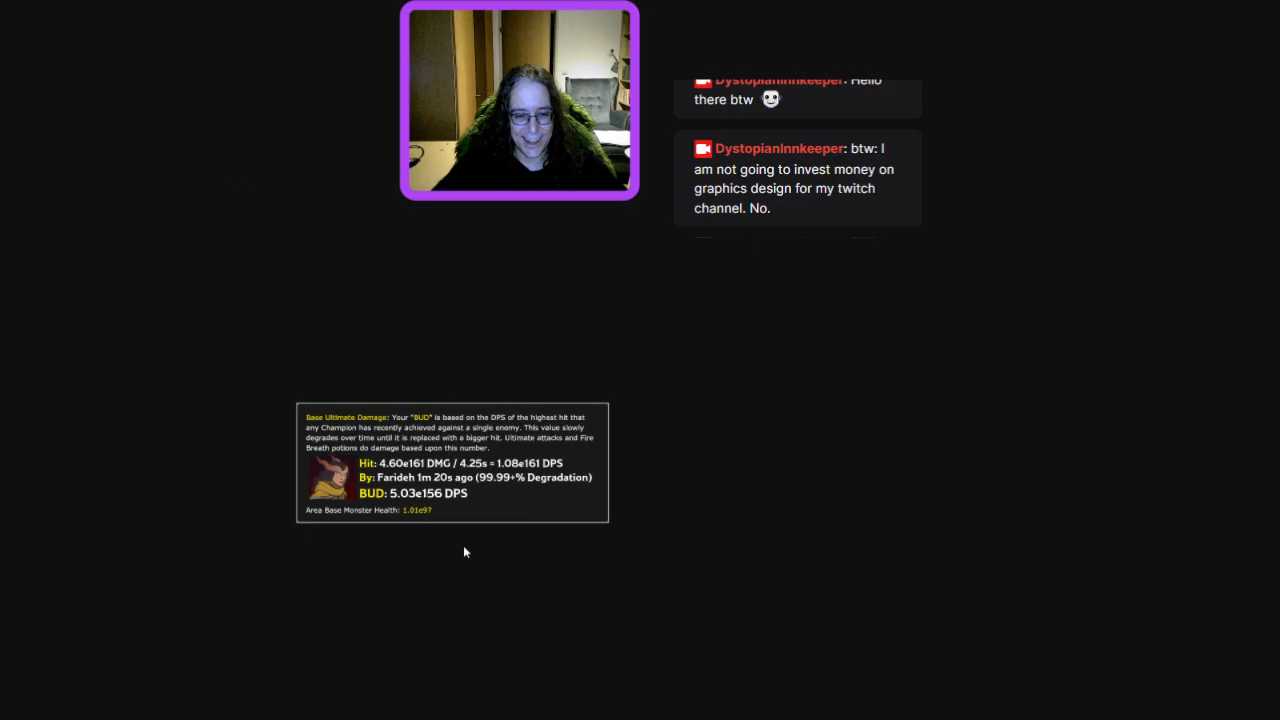 DystopianInnkeeper: Hello
there btw
DystopianInnkeeper: btw: I
am not going to invest money on
graphics design for my twitch
channel. No.
Base Ultimate Damage: Your "BUD" is based on the DPS of the highest hit that
any Champion has recently achieved against a single enemy. This value slowly
degrades over time until it is replaced with a bigger hit. Ultimate attacks and Fire
Breath potions do damage based upon this number.
Hit: 4.60e161 DMG / 4.25s = 1.08e161 DPS
By: Farideh 1m 20s ago (99.99+% Degradation)
BUD: 5.03e156 DPS
Area Base Monster Health: 1.01e97